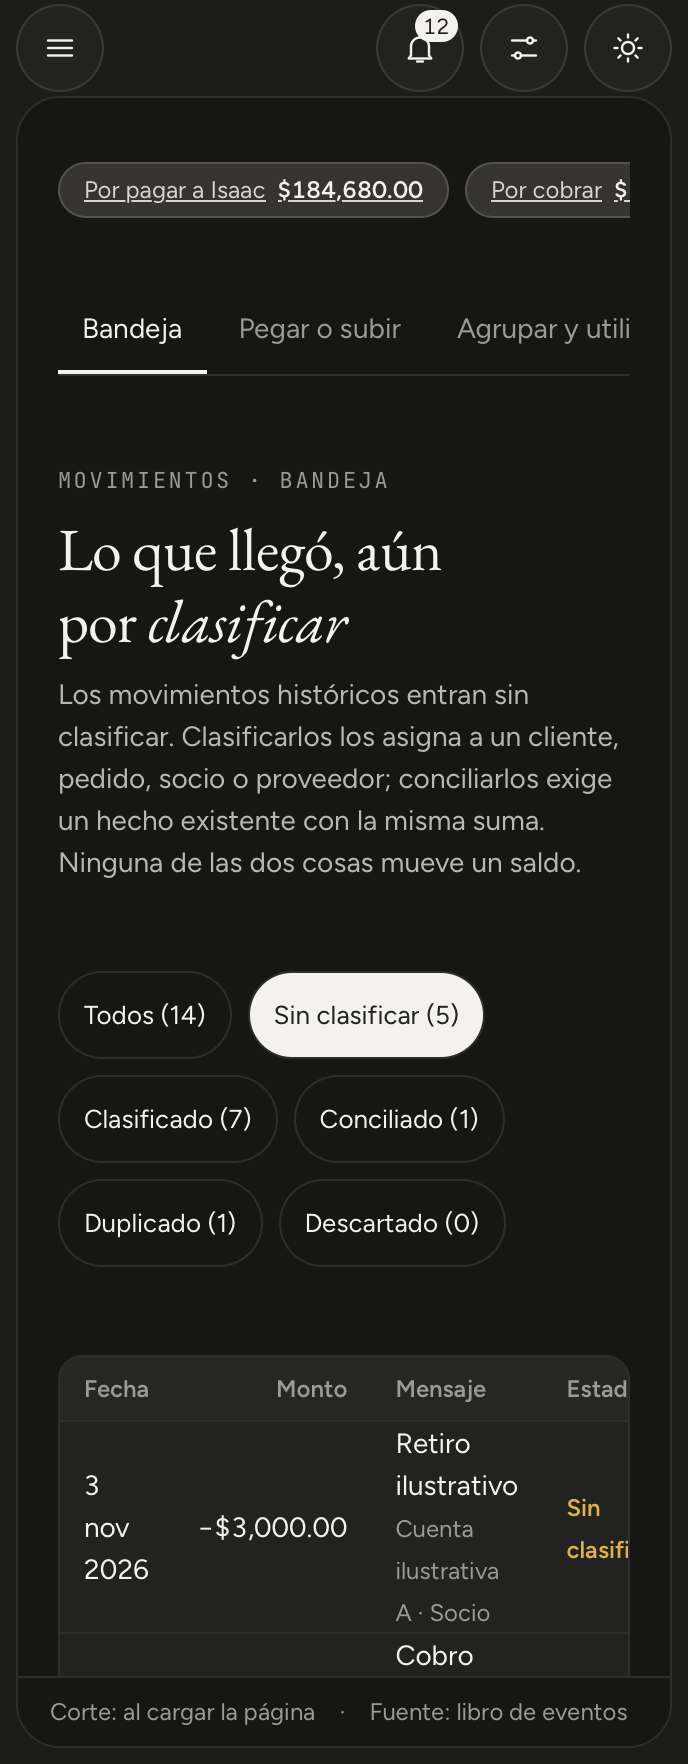 12
Por pagar a Isaac $184,680.00 Por cobrar $
Bandeja Pegar o subir Agrupar y utili
MOVIMIENTOS · BANDEJA
Lo que llegó, aún
por clasificar
Los movimientos históricos entran sin
clasificar. Clasificarlos los asigna a un cliente,
pedido, socio o proveedor; conciliarlos exige
un hecho existente con la misma suma.
Ninguna de las dos cosas mueve un saldo.
Todos (14) Sin clasificar (5)
Clasificado (7) Conciliado (1)
Duplicado (1) Descartado (0)
Fecha Monto Mensaje Estad
3
nov
2026
−$3,000.00
Retiro
ilustrativo
Cuenta
ilustrativa
A · Socio
Sin
clasifi
Cobro
Corte: al cargar la página · Fuente: libro de eventos